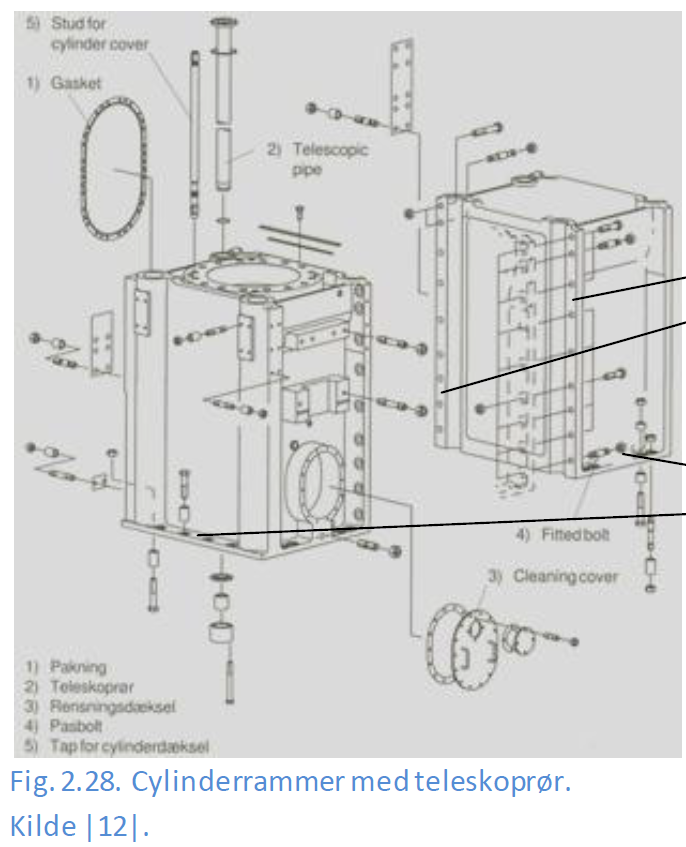 5) Stud for
cylinder cover
1) Gasket
2) Telescopic
pipe
4) Fitted bolt
3) Cleaning cover
1) Pakning
2) Teleskoprør
3) Rensningsdæksel
4) Pasbolt
5) Tap for cylinderdæksel
Fig. 2.28. Cylinderrammer med teleskoprør.
Kilde |12|.